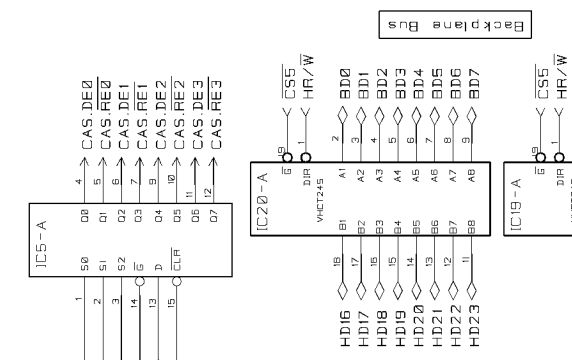 Backplane Bus
CAS.DE0
CAS.RE0
CAS.DE1
CAS.RE1
CAS.DE2
CAS.RE2
CAS.DE3
CAS.RE3
4
5
6
7
9
10
11
12
Q0
Q1
Q2
Q3
Q4
Q5
Q6
Q7
IC5-A
S0
S1
S2
G
D
CLR
1
2
3
14
13
15
CS5
HR/W
BD0
BD1
BD2
BD3
BD4
BD5
BD6
BD7
19
1
2
3
4
5
6
7
8
9
G
DIR
A1
A2
A3
A4
A5
A6
A7
A8
IC20-A
VHCT245
B1
B2
B3
B4
B5
B6
B7
B8
18
17
16
15
14
13
12
11
HD16
HD17
HD18
HD19
HD20
HD21
HD22
HD23
CS5
HR/W
19
1
G
DIR
IC19-A